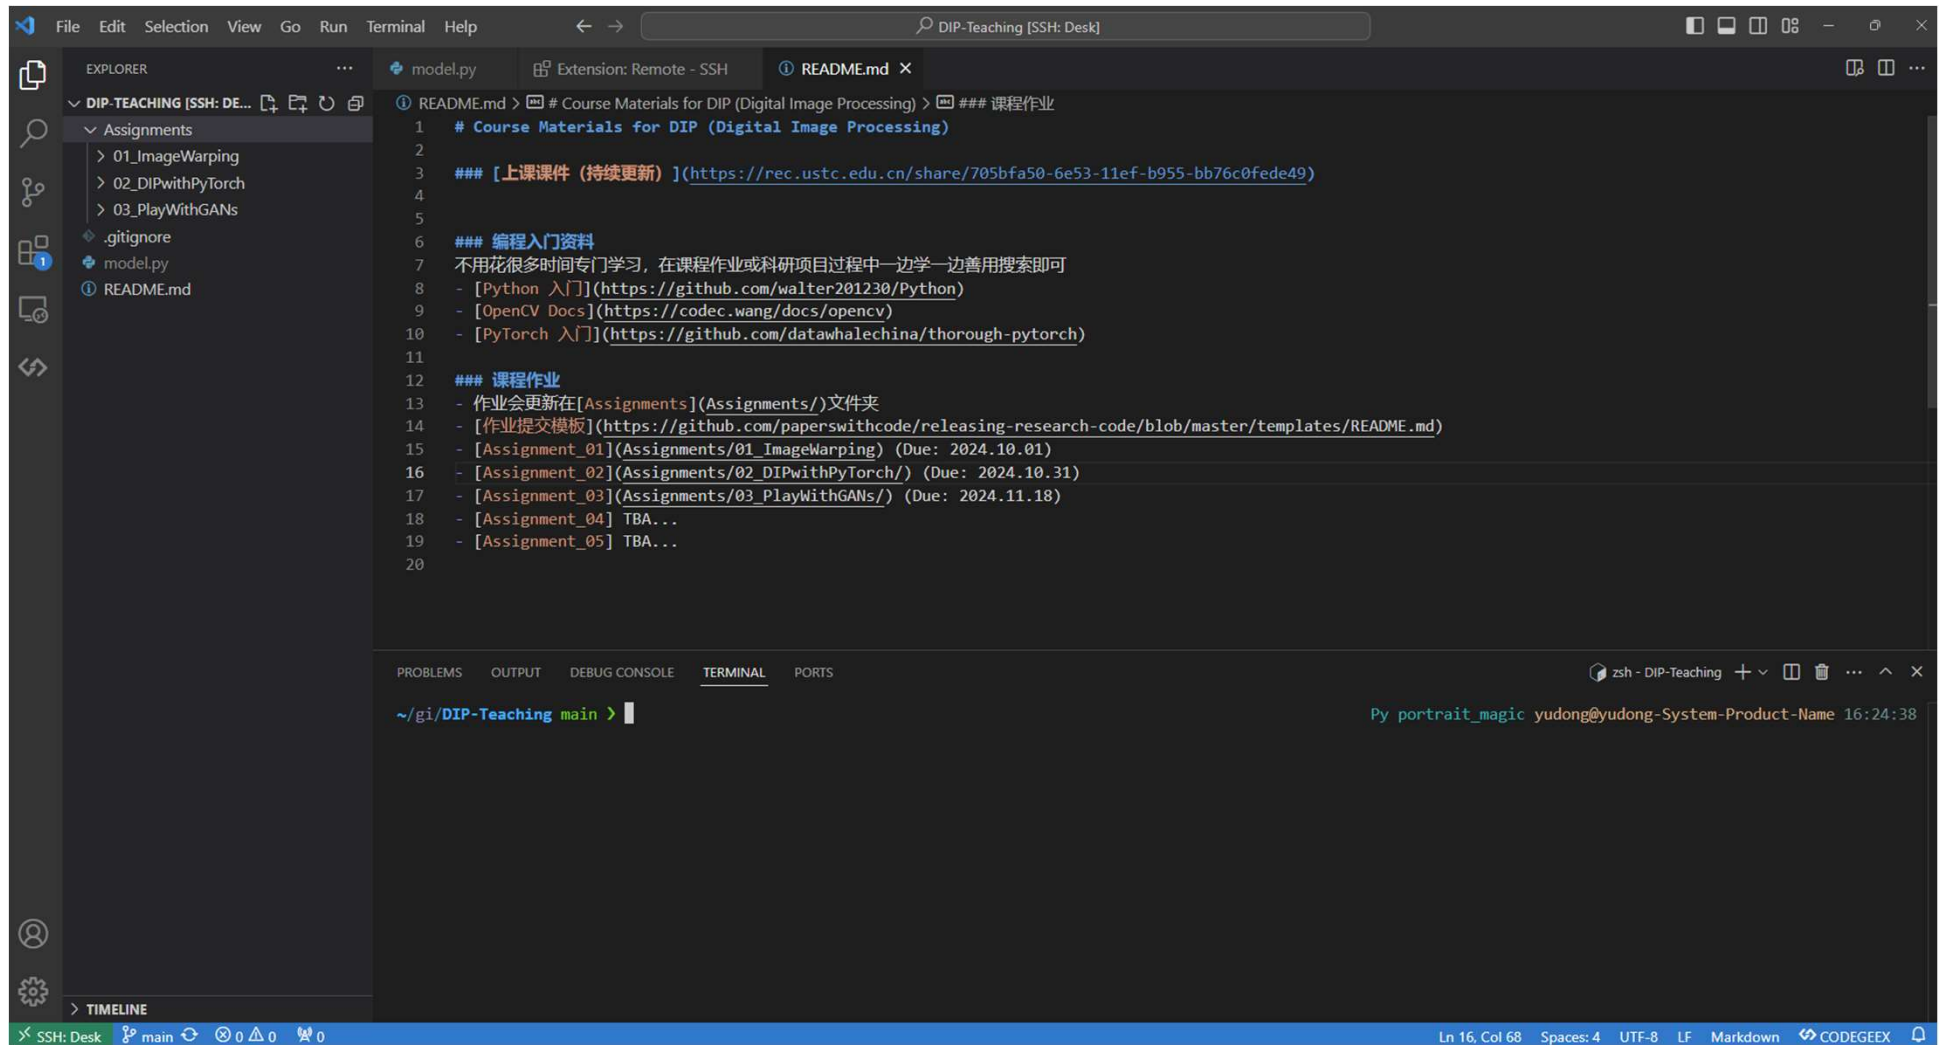 File Edit Selection View Go Run Terminal Help
DIP-Teaching [SSH: Desk]
EXPLORER
model.py
Extension: Remote - SSH
README.md
DIP-TEACHING [SSH: DE...
README.md > # Course Materials for DIP (Digital Image Processing) > ### 课程作业
Assignments
01_ImageWarping
02_DIPwithPyTorch
03_PlayWithGANs
.gitignore
model.py
README.md
1 # Course Materials for DIP (Digital Image Processing)
2
3 ### [上课课件（持续更新）](https://rec.ustc.edu.cn/share/705bfa50-6e53-11ef-b955-bb76c0fede49)
4
5
6 ### 编程入门资料
7 不用花很多时间专门学习，在课程作业或科研项目过程中一边学一边善用搜索即可
8 - [Python 入门](https://github.com/walter201230/Python)
9 - [OpenCV Docs](https://codec.wang/docs/opencv)
10 - [PyTorch 入门](https://github.com/datawhalechina/thorough-pytorch)
11
12 ### 课程作业
13 - 作业会更新在[Assignments](Assignments/)文件夹
14 - [作业提交模板](https://github.com/paperswithcode/releasing-research-code/blob/master/templates/README.md)
15 - [Assignment_01](Assignments/01_ImageWarping) (Due: 2024.10.01)
16 - [Assignment_02](Assignments/02_DIPwithPyTorch/) (Due: 2024.10.31)
17 - [Assignment_03](Assignments/03_PlayWithGANs/) (Due: 2024.11.18)
18 - [Assignment_04] TBA...
19 - [Assignment_05] TBA...
20
PROBLEMS OUTPUT DEBUG CONSOLE TERMINAL PORTS
zsh - DIP-Teaching
~/gi/DIP-Teaching main ❯
Py portrait_magic yudong@yudong-System-Product-Name 16:24:38
TIMELINE
SSH: Desk main 0 0 0
Ln 16, Col 68 Spaces: 4 UTF-8 LF Markdown CODEGEEX
1